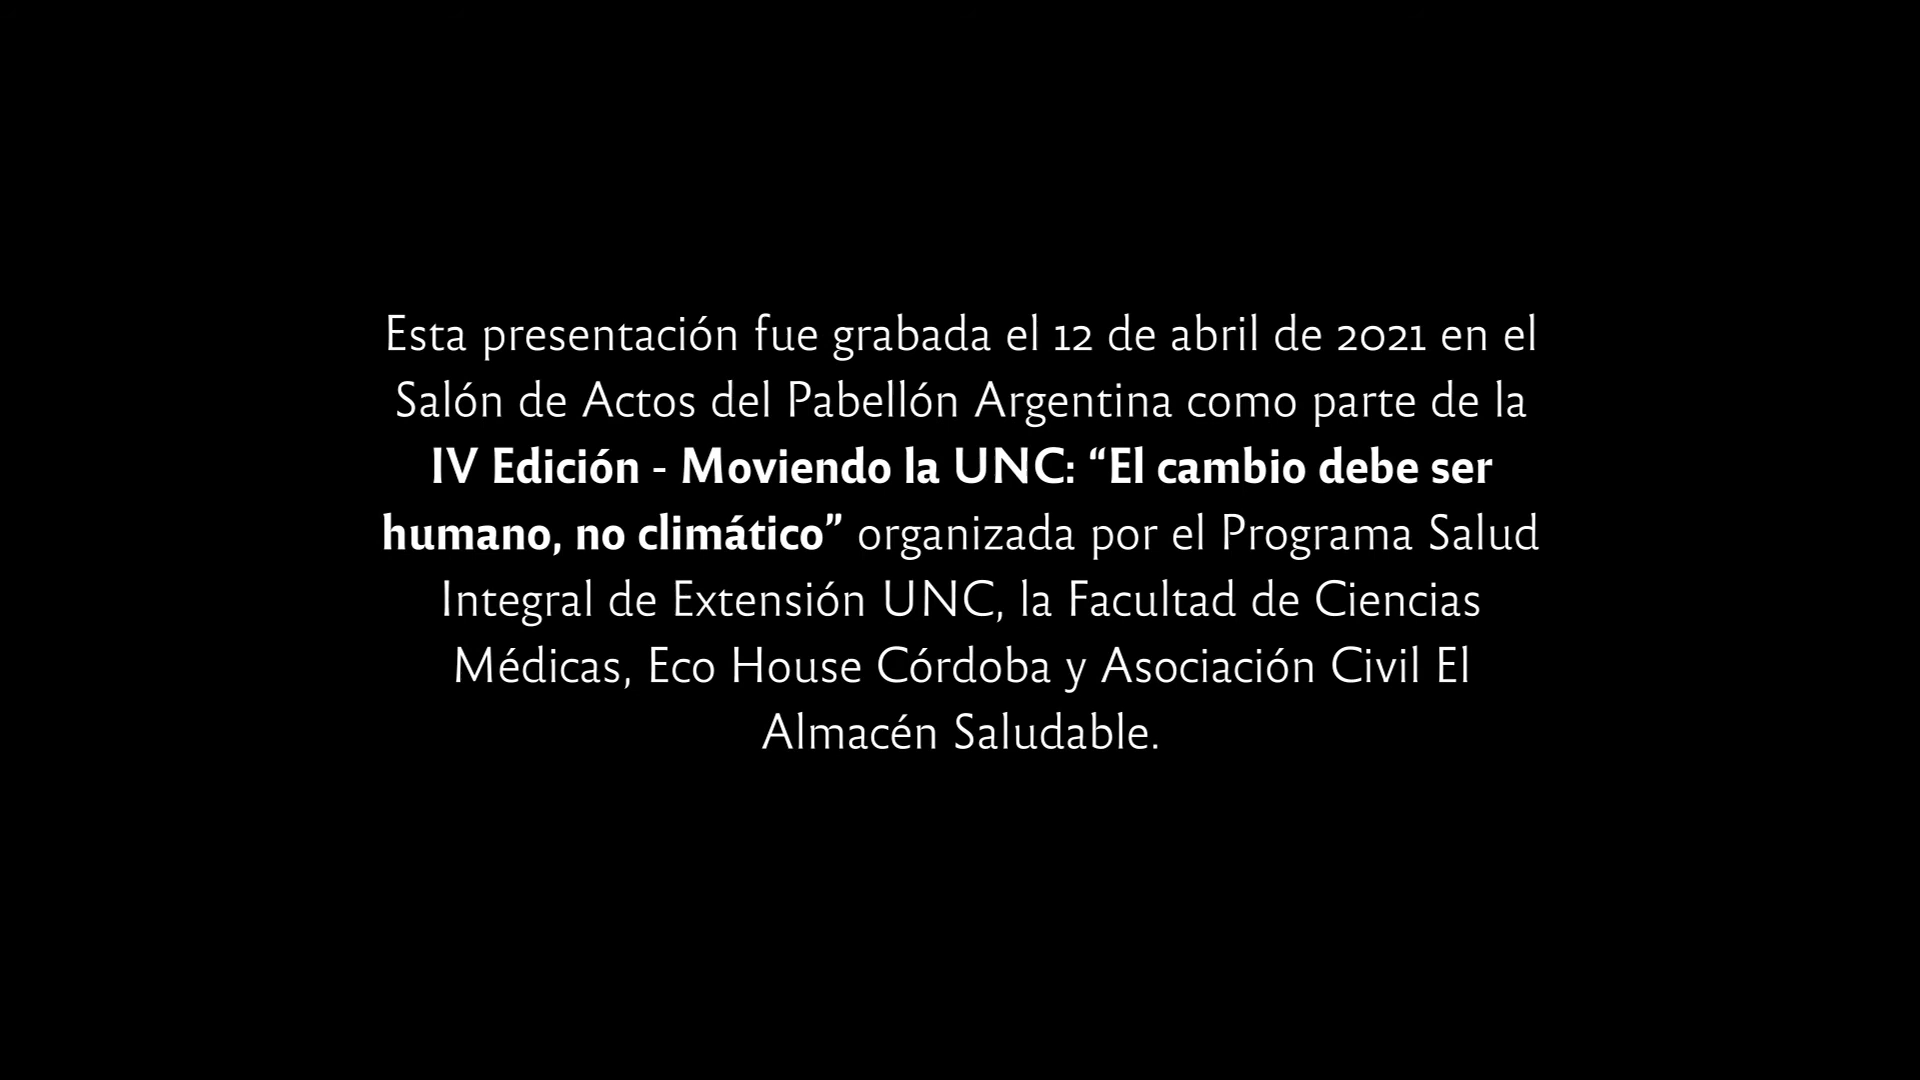 Esta presentación fue grabada el 12 de abril de 2021 en el
Salón de Actos del Pabellón Argentina como parte de la
IV Edición - Moviendo la UNC: “El cambio debe ser
humano, no climático” organizada por el Programa Salud
Integral de Extensión UNC, la Facultad de Ciencias
Médicas, Eco House Córdoba y Asociación Civil El
Almacén Saludable.